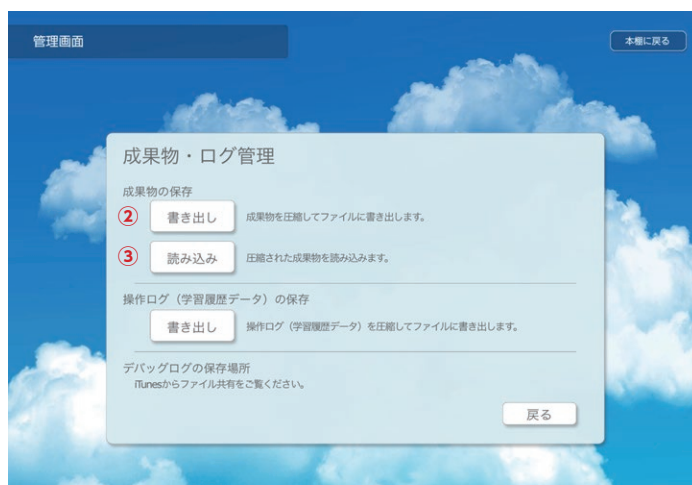 管理画面
本棚に戻る
成果物・ログ管理
成果物の保存
② 書き出し 成果物を圧縮してファイルに書き出します。
③ 読み込み 圧縮された成果物を読み込みます。
操作ログ（学習履歴データ）の保存
書き出し 操作ログ（学習履歴データ）を圧縮してファイルに書き出します。
デバッグログの保存場所
iTunesからファイル共有をご覧ください。
戻る